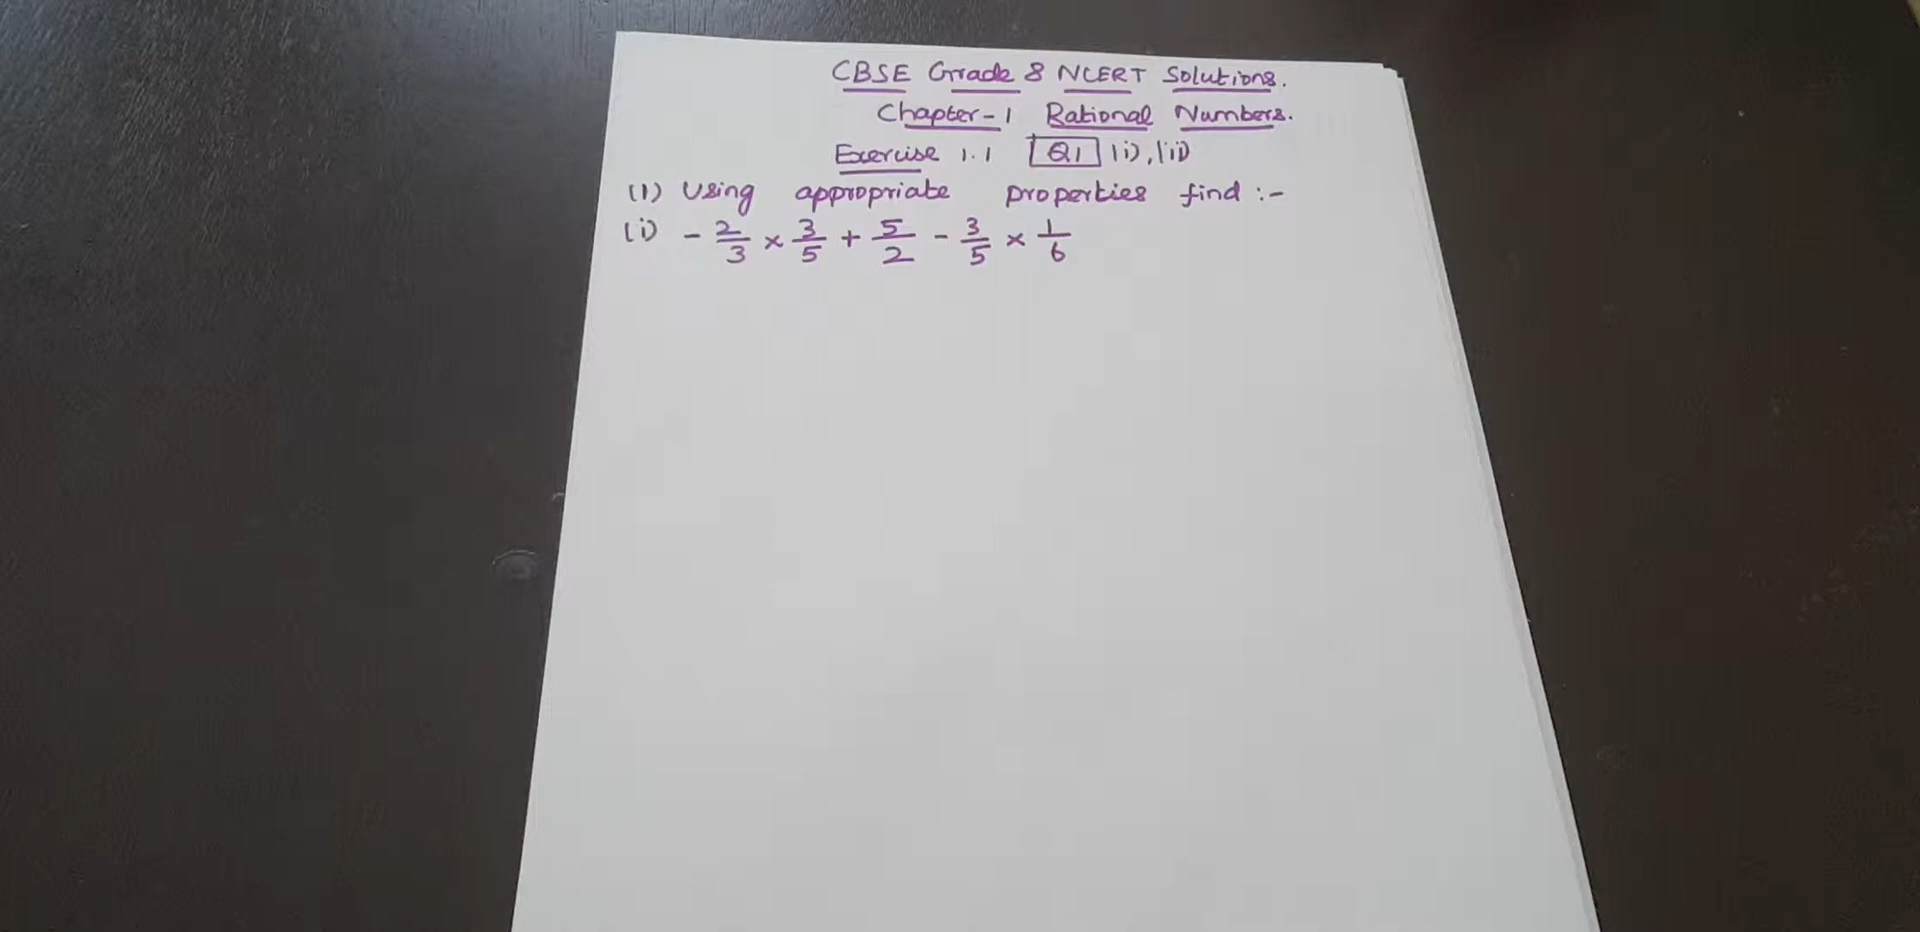 CBSE Grade 8 NCERT Solutions.
Chapter-1 Rational Numbers.
Exercise 1.1 Q1 (i),(ii)
(1) Using appropriate properties find :-
(i) - 2/3 × 3/5 + 5/2 - 3/5 × 1/6